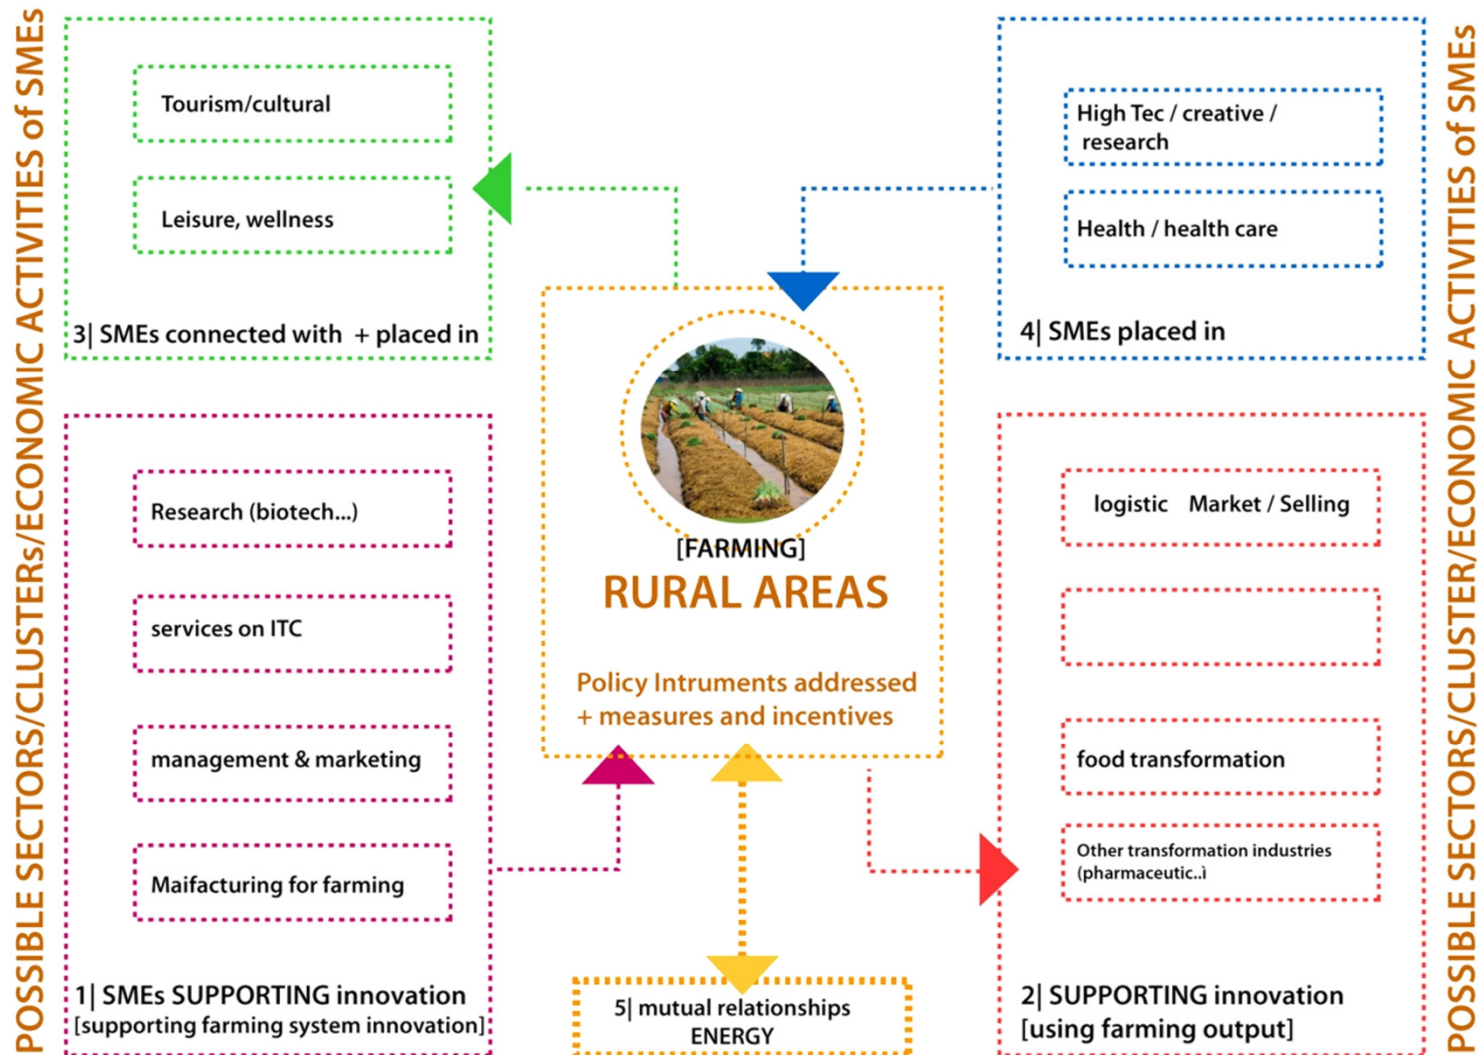 POSSIBLE SECTORS/CLUSTERs/ECONOMIC ACTIVITIES of SMEs
Tourism/cultural
Leisure, wellness
3| SMEs connected with + placed in
High Tec / creative /
research
Health / health care
4| SMEs placed in
[FARMING]
RURAL AREAS
Policy Intruments addressed
+ measures and incentives
Research (biotech...)
services on ITC
management & marketing
Maifacturing for farming
1| SMEs SUPPORTING innovation
[supporting farming system innovation]
5| mutual relationships
ENERGY
logistic Market / Selling
food transformation
Other transformation industries
(pharmaceutic..ì
2| SUPPORTING innovation
[using farming output]
POSSIBLE SECTORS/CLUSTER/ECONOMIC ACTIVITIES of SMEs